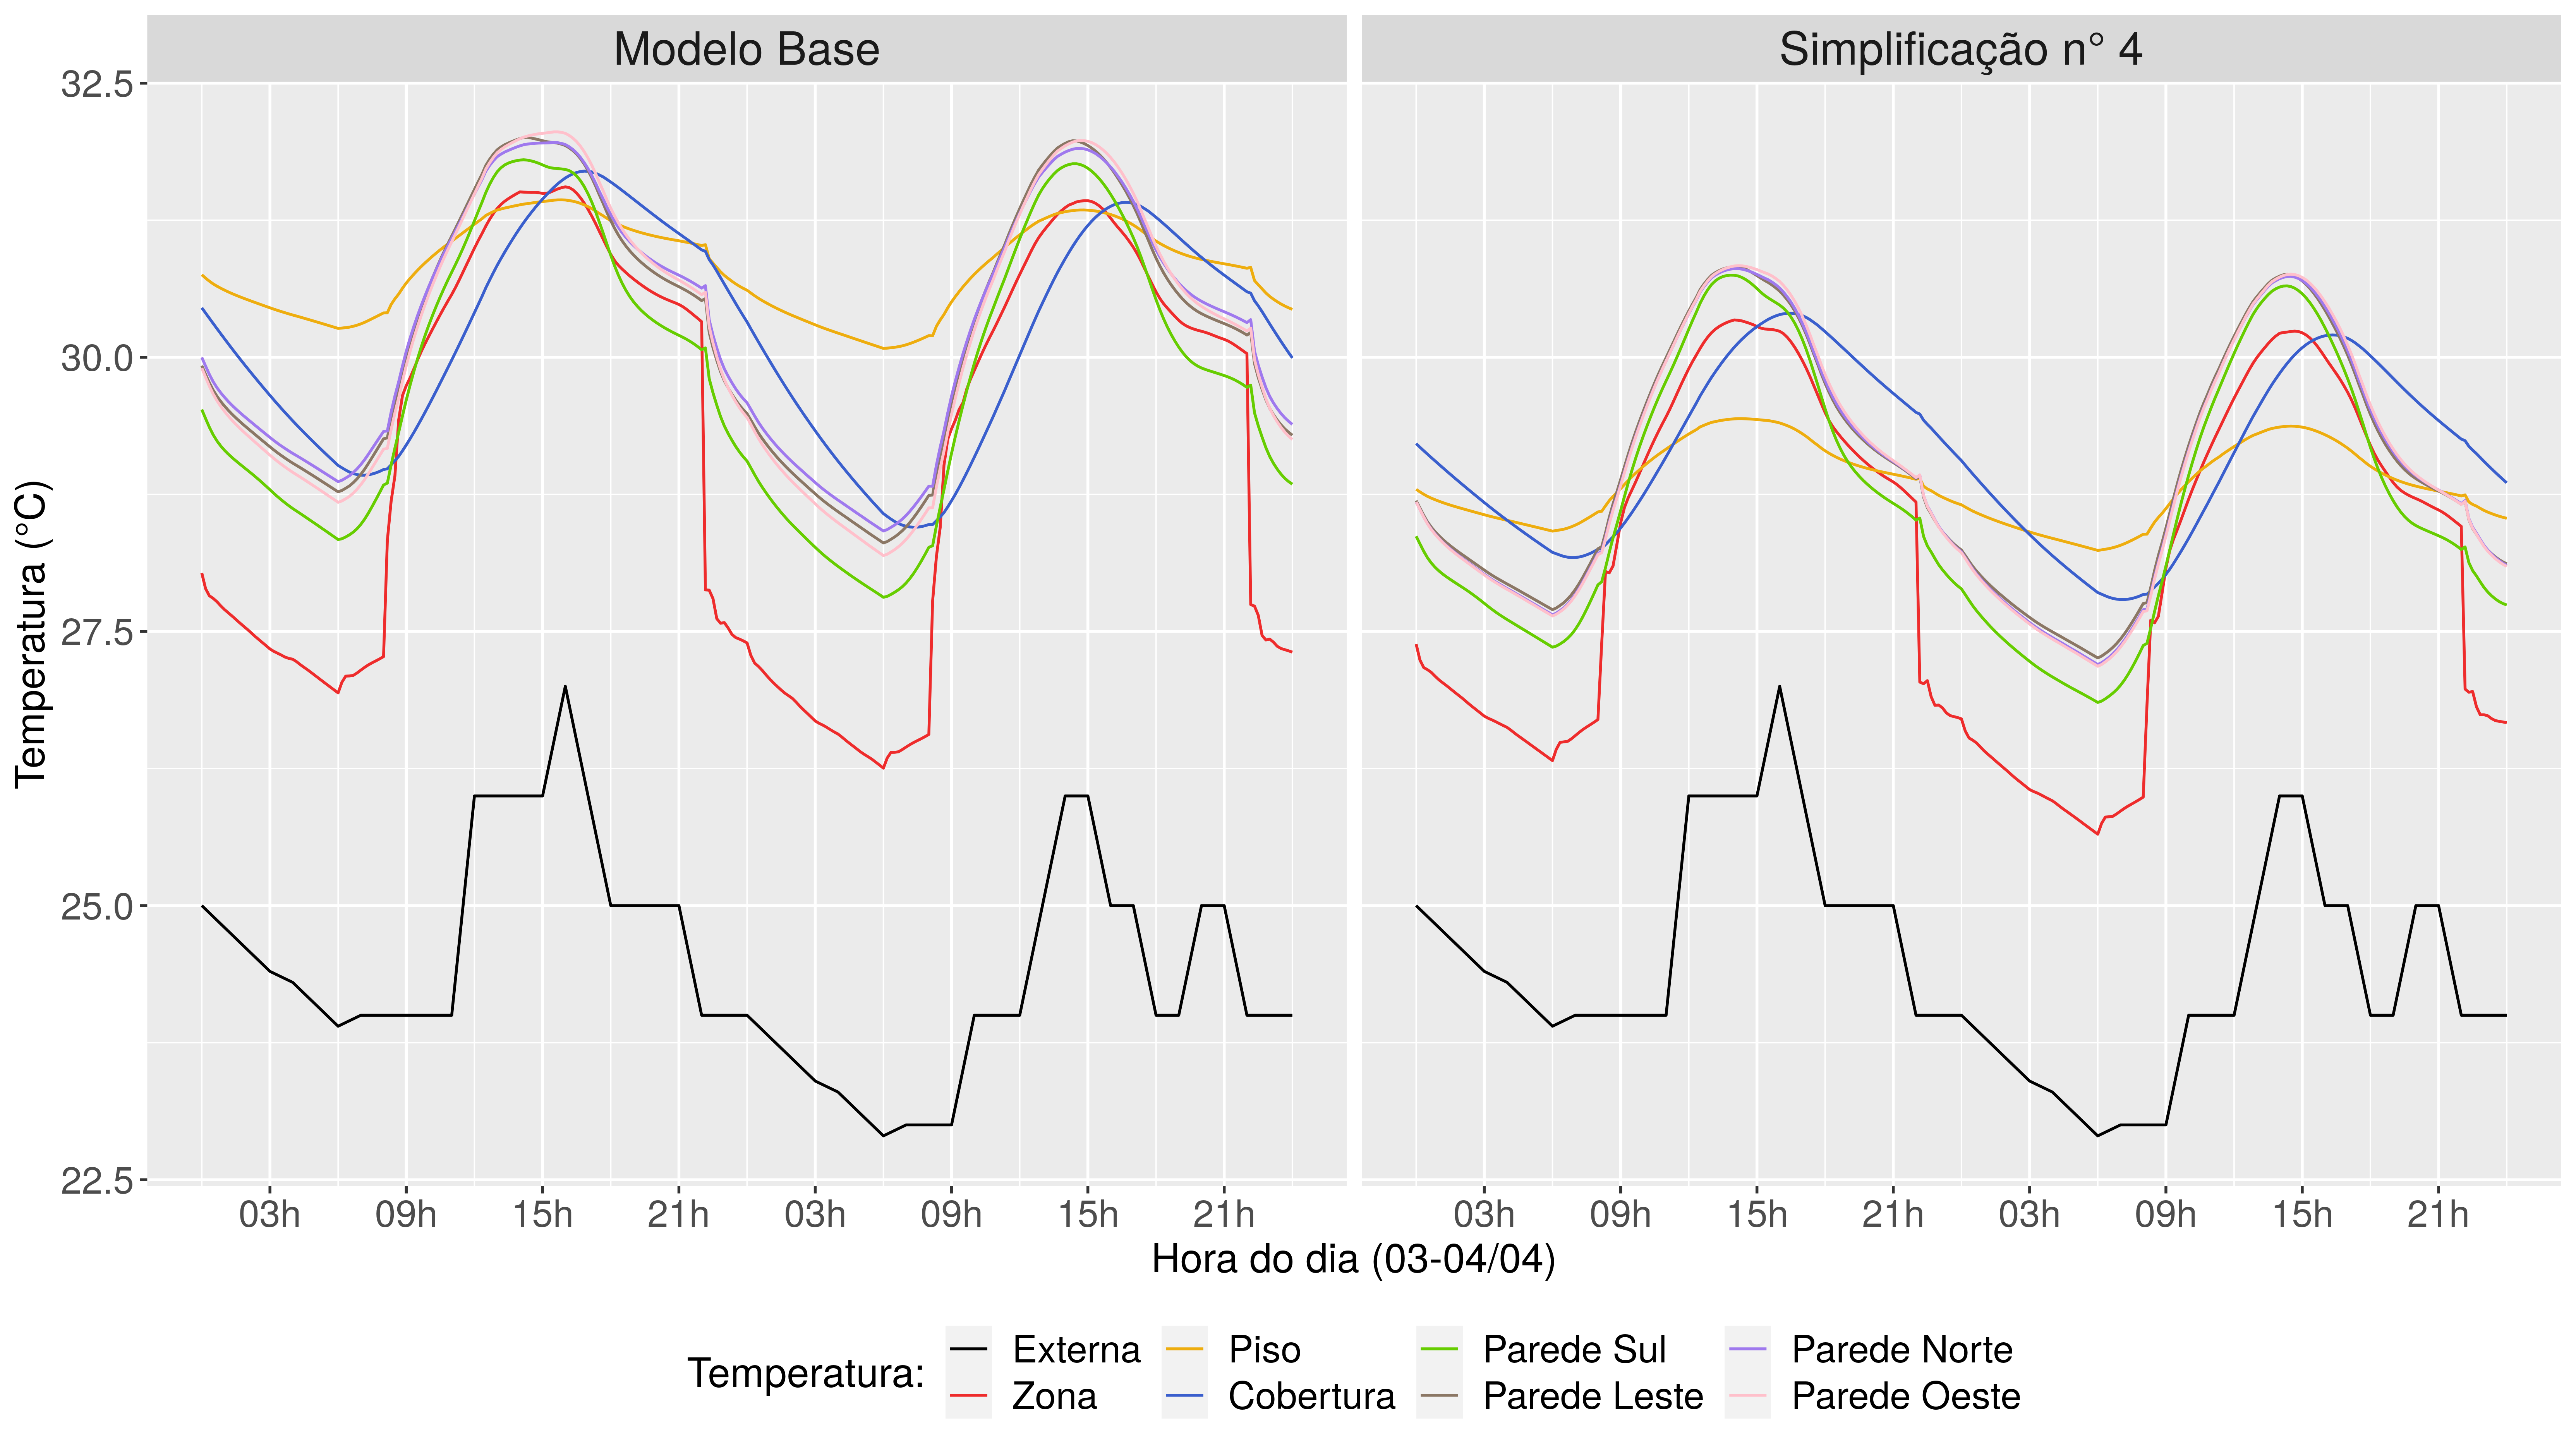 Modelo Base
Simplificação n° 4
Temperatura (°C)
32.5
30.0
27.5
25.0
22.5
03h 09h 15h 21h 03h 09h 15h 21h
03h 09h 15h 21h 03h 09h 15h 21h
Hora do dia (03-04/04)
Temperatura:
Externa Piso Parede Sul Parede Norte
Zona Cobertura Parede Leste Parede Oeste